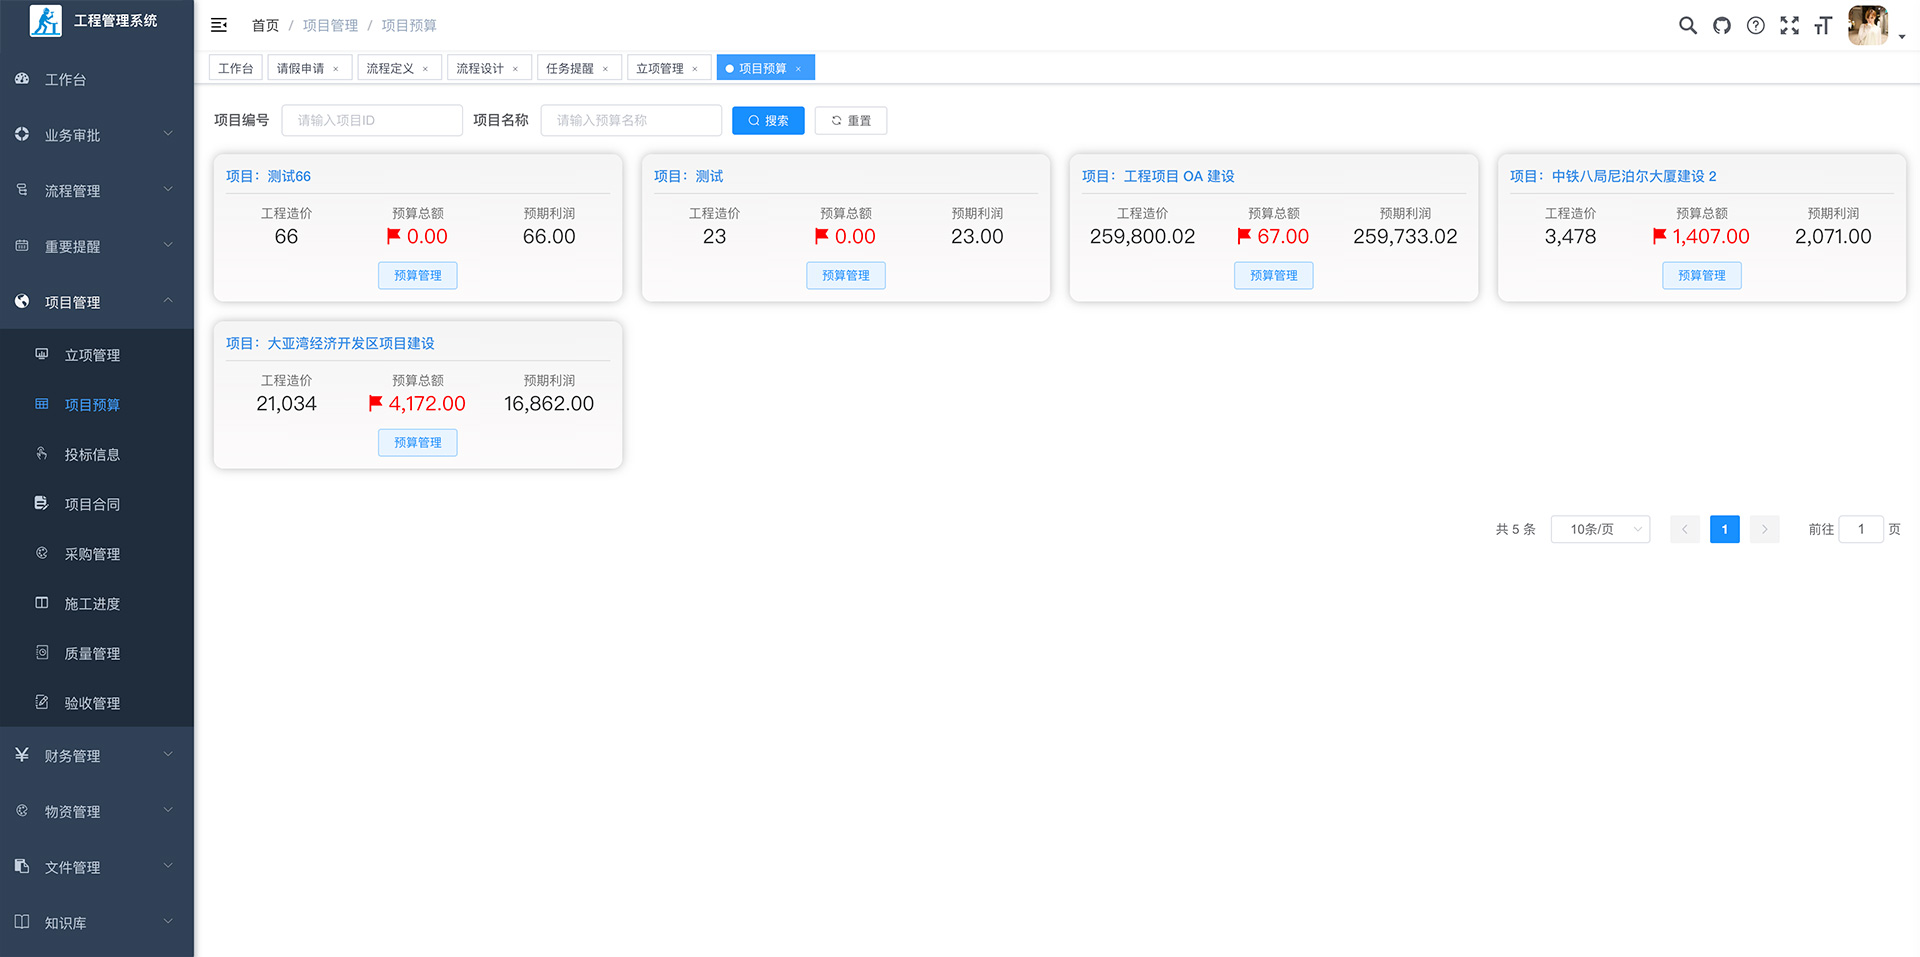 工程管理系统
工作台
业务审批
流程管理
重要提醒
项目管理
立项管理
项目预算
投标信息
项目合同
采购管理
施工进度
质量管理
验收管理
财务管理
物资管理
文件管理
知识库
首页 / 项目管理 / 项目预算
工作台 请假申请 × 流程定义 × 流程设计 × 任务提醒 × 立项管理 × 项目预算 ×
项目编号 请输入项目ID 项目名称 请输入预算名称 搜索 重置
项目：测试66
工程造价 预算总额 预期利润
66 0.00 66.00
预算管理
项目：测试
工程造价 预算总额 预期利润
23 0.00 23.00
预算管理
项目：工程项目 OA 建设
工程造价 预算总额 预期利润
259,800.02 67.00 259,733.02
预算管理
项目：中铁八局尼泊尔大厦建设 2
工程造价 预算总额 预期利润
3,478 1,407.00 2,071.00
预算管理
项目：大亚湾经济开发区项目建设
工程造价 预算总额 预期利润
21,034 4,172.00 16,862.00
预算管理
共 5 条 10条/页 1 前往 1 页